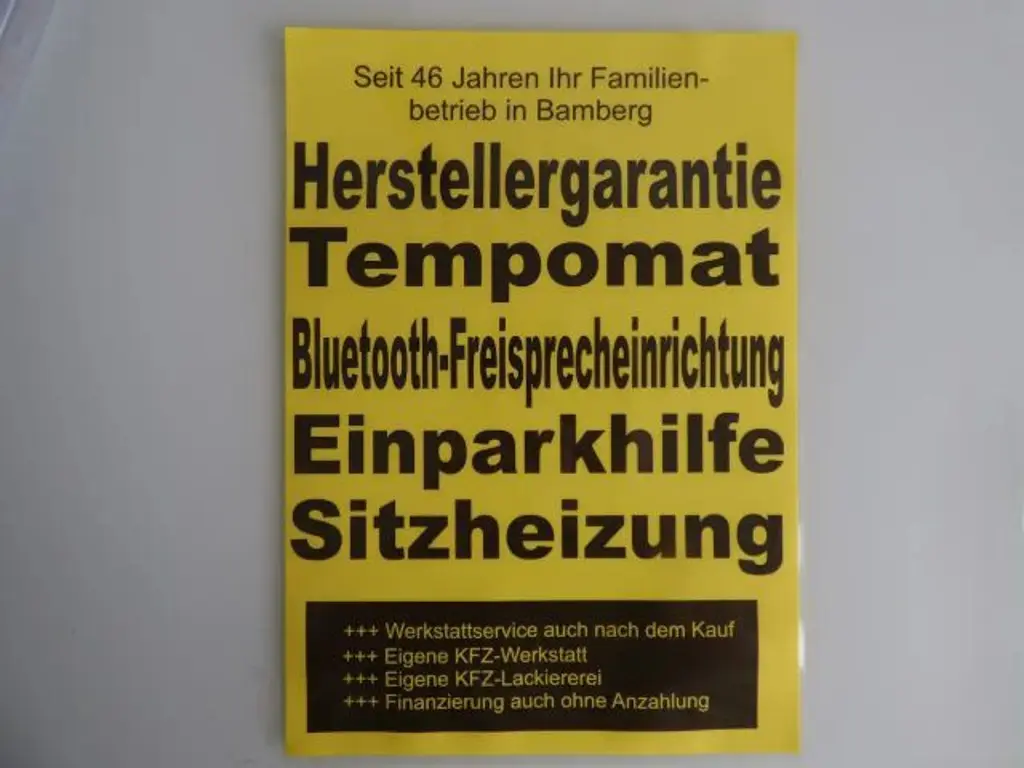 Seit 46 Jahren Ihr Familien-
betrieb in Bamberg
Herstellergarantie
Tempomat
Bluetooth-Freisprecheinrichtung
Einparkhilfe
Sitzheizung
+++ Werkstattservice auch nach dem Kauf
+++ Eigene KFZ-Werkstatt
+++ Eigene KFZ-Lackiererei
+++ Finanzierung auch ohne Anzahlung